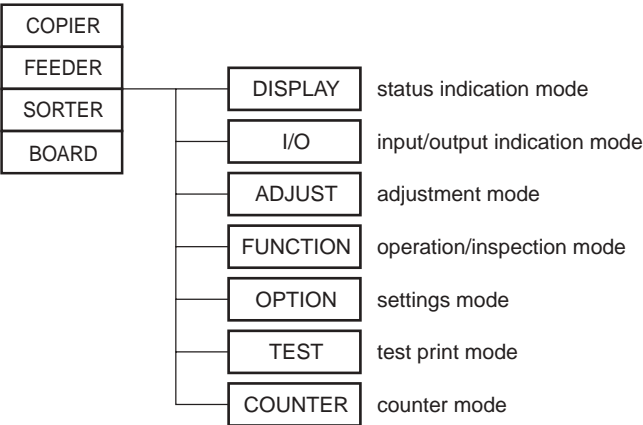 COPIER
FEEDER
SORTER
BOARD
DISPLAY status indication mode
I/O input/output indication mode
ADJUST adjustment mode
FUNCTION operation/inspection mode
OPTION settings mode
TEST test print mode
COUNTER counter mode